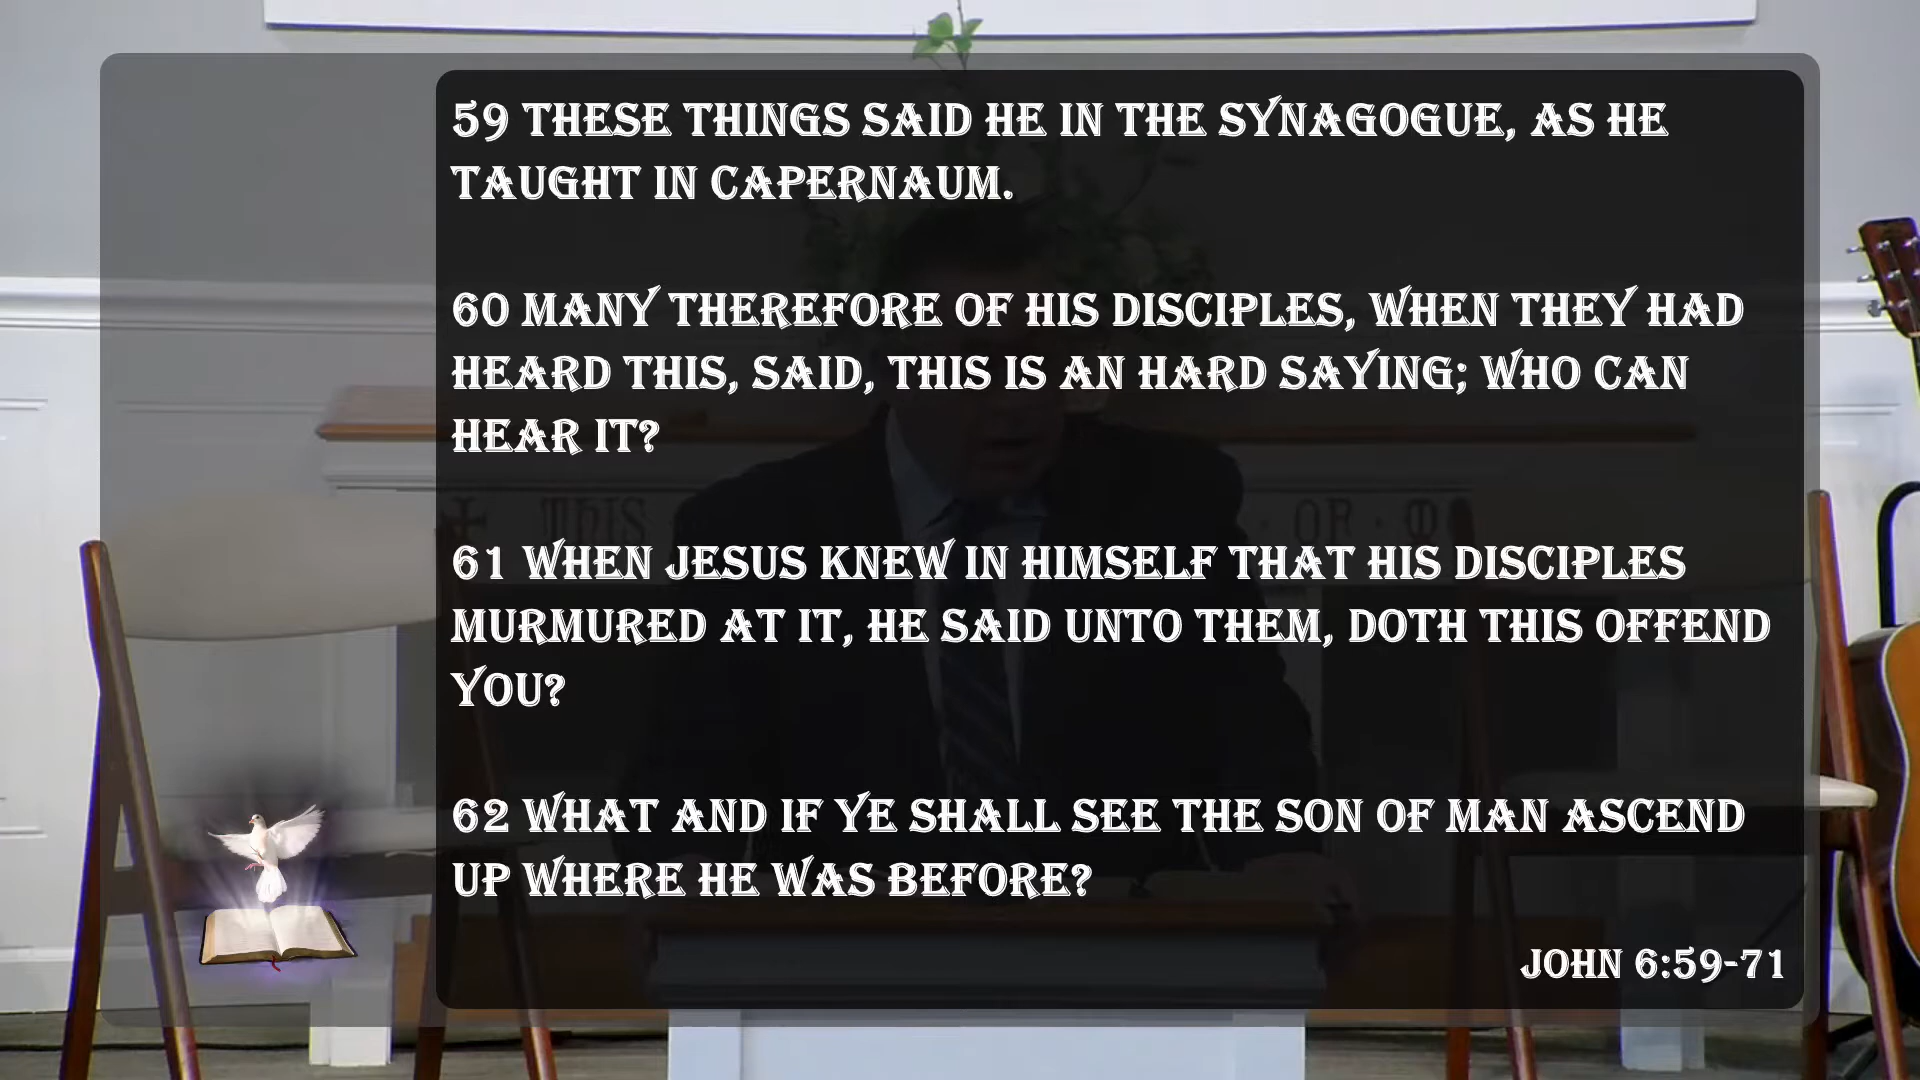 59 THESE THINGS SAID HE IN THE SYNAGOGUE, AS HE
TAUGHT IN CAPERNAUM.
60 MANY THEREFORE OF HIS DISCIPLES, WHEN THEY HAD
HEARD THIS, SAID, THIS IS AN HARD SAYING; WHO CAN
HEAR IT?
61 WHEN JESUS KNEW IN HIMSELF THAT HIS DISCIPLES
MURMURED AT IT, HE SAID UNTO THEM, DOTH THIS OFFEND
YOU?
62 WHAT AND IF YE SHALL SEE THE SON OF MAN ASCEND
UP WHERE HE WAS BEFORE?
JOHN 6:59-71
THIS · OF ·